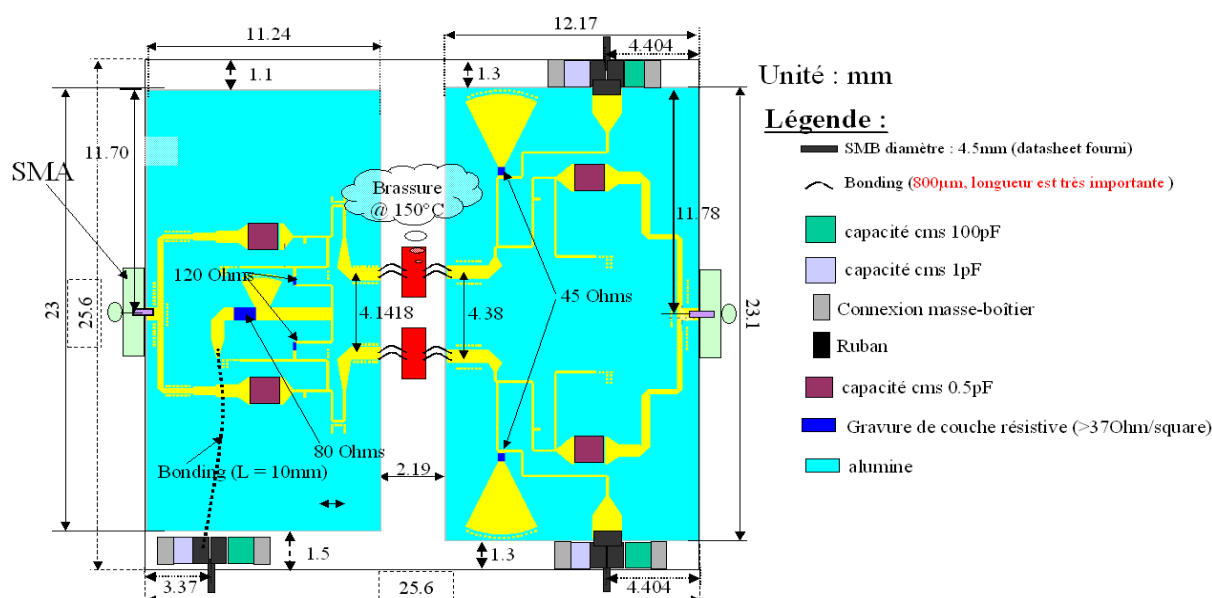 12.17
11.24
4.404
1.1
1.3
Unité : mm
Légende :
SMB diamètre : 4.5mm (datasheet fourni)
Bonding (800µm, longueur est très importante )
11.70
SMA
Brassure
@ 150°C
11.78
capacité cms 100pF
120 Ohms
capacité cms 1pF
45 Ohms
23
25.6
4.1418
4.38
23.1
Connexion masse-boîtier
Ruban
capacité cms 0.5pF
80 Ohms
Gravure de couche résistive (>37Ohm/square)
Bonding (L = 10mm)
2.19
alumine
1.5
1.3
3.37
25.6
4.404